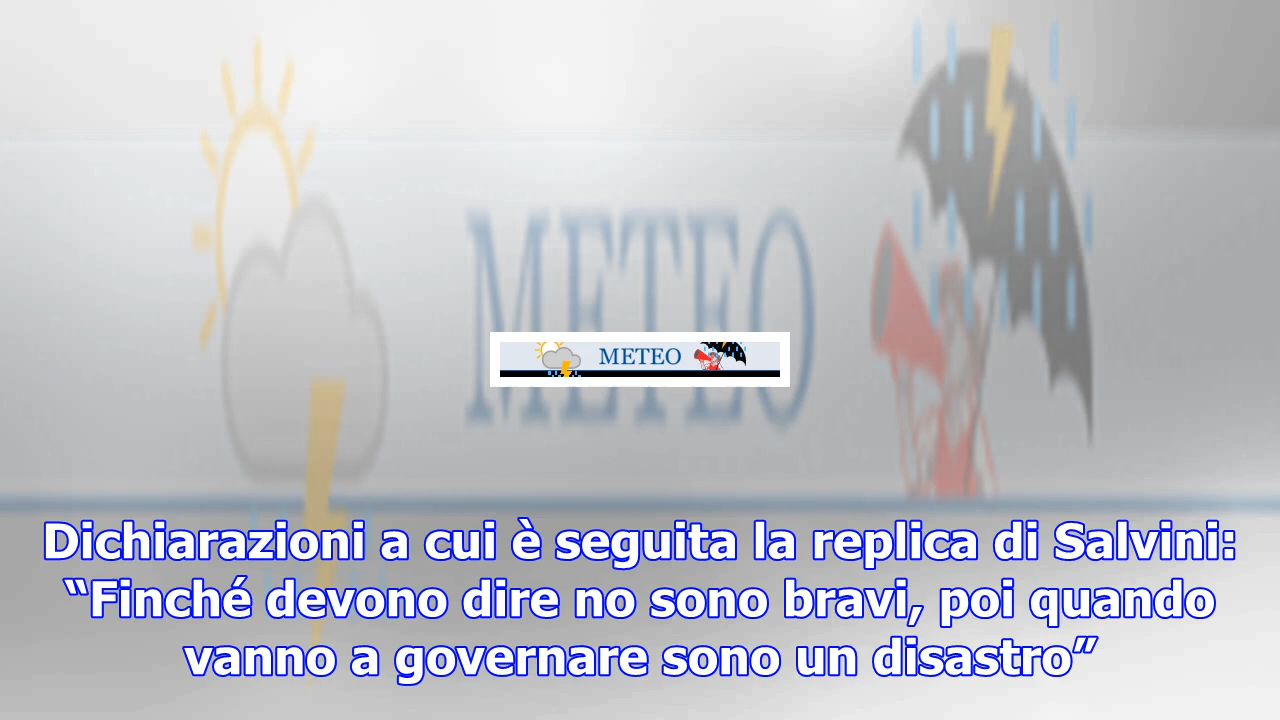 METEO
METEO
Dichiarazioni a cui è seguita la replica di Salvini:
“Finché devono dire no sono bravi, poi quando
vanno a governare sono un disastro”